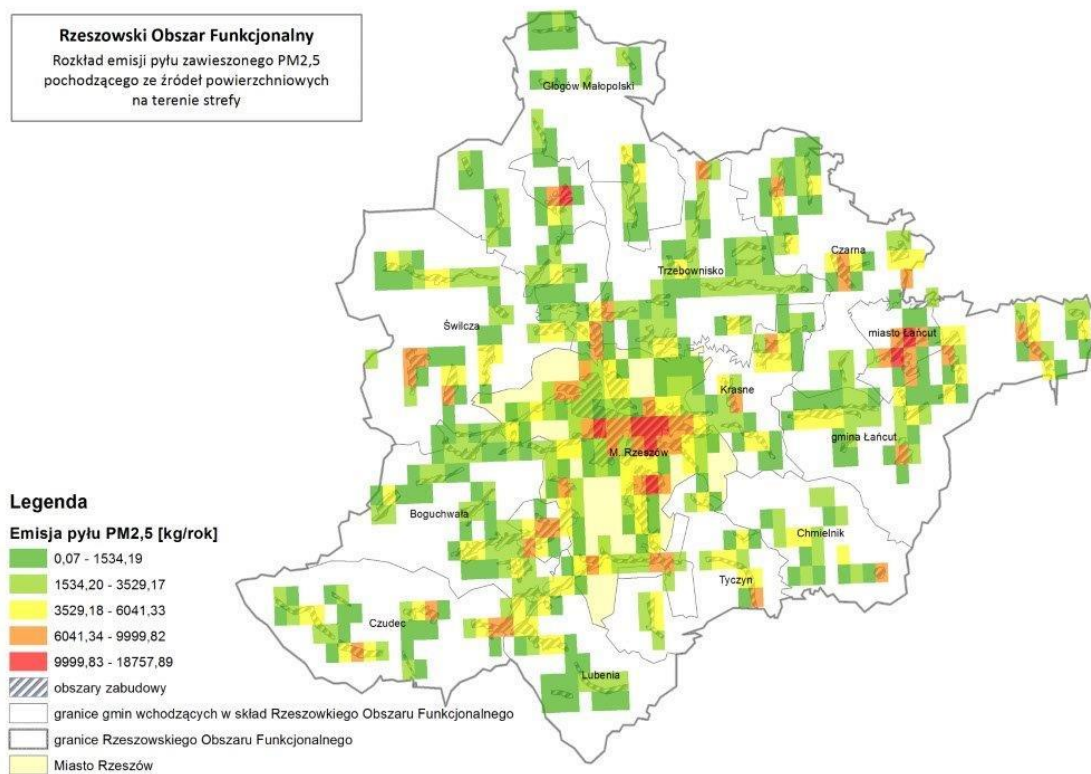 Rzeszowski Obszar Funkcjonalny
Rozkład emisji pyłu zawieszonego PM2,5
pochodzącego ze źródeł powierzchniowych
na terenie strefy
Głogów Małopolski
Trzebownisko
Czarna
Świlcza
miasto Łańcut
Krasne
gmina Łańcut
M. Rzeszów
Boguchwała
Chmielnik
Tyczyn
Czudec
Lubenia
Legenda
Emisja pyłu PM2,5 [kg/rok]
0,07 - 1534,19
1534,20 - 3529,17
3529,18 - 6041,33
6041,34 - 9999,82
9999,83 - 18757,89
obszary zabudowy
granice gmin wchodzących w skład Rzeszowkiego Obszaru Funkcjonalnego
granice Rzeszowskiego Obszaru Funkcjonalnego
Miasto Rzeszów